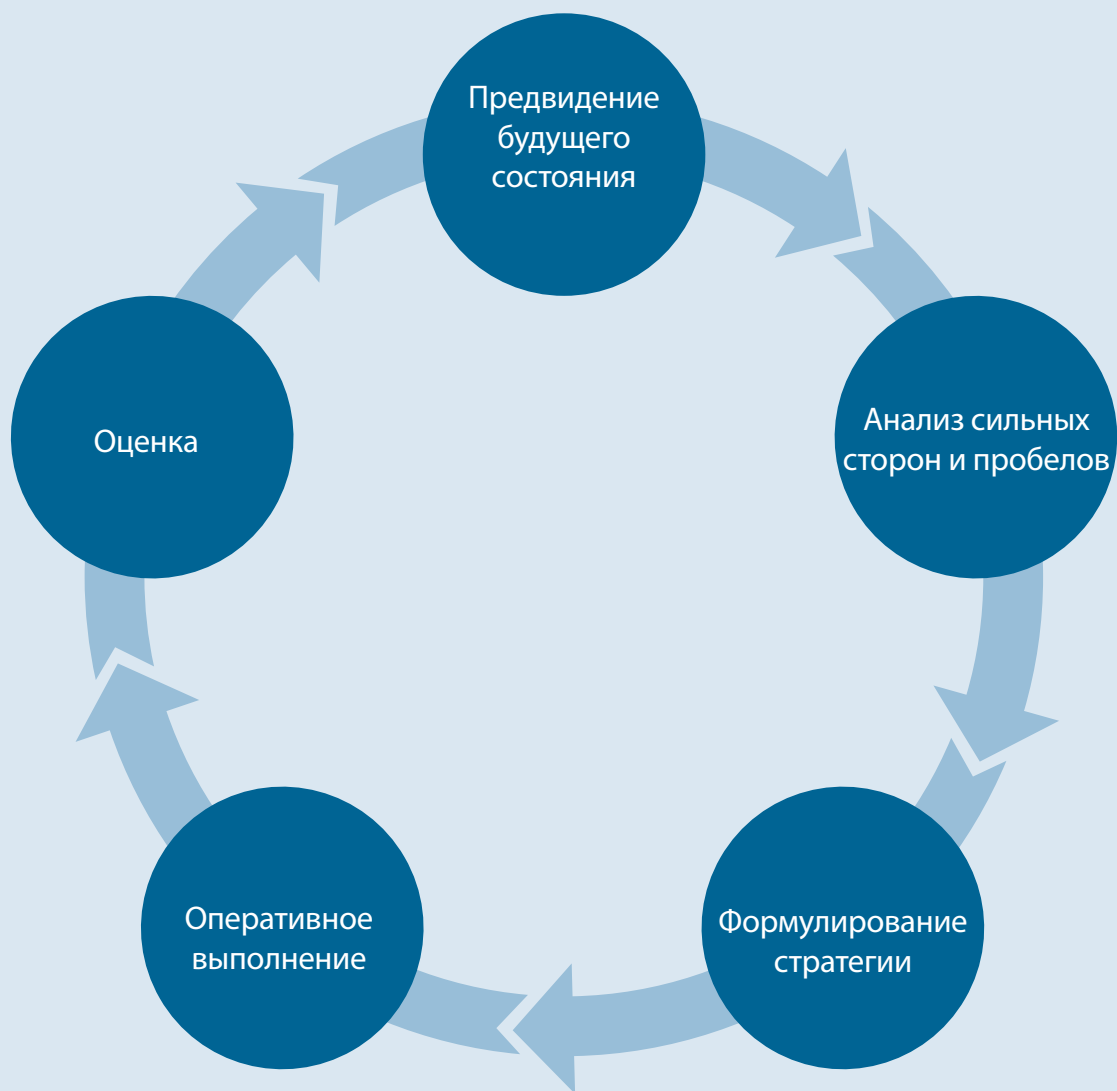 Предвидение
будущего
состояния
Анализ сильных
сторон и пробелов
Формулирование
стратегии
Оперативное
выполнение
Оценка